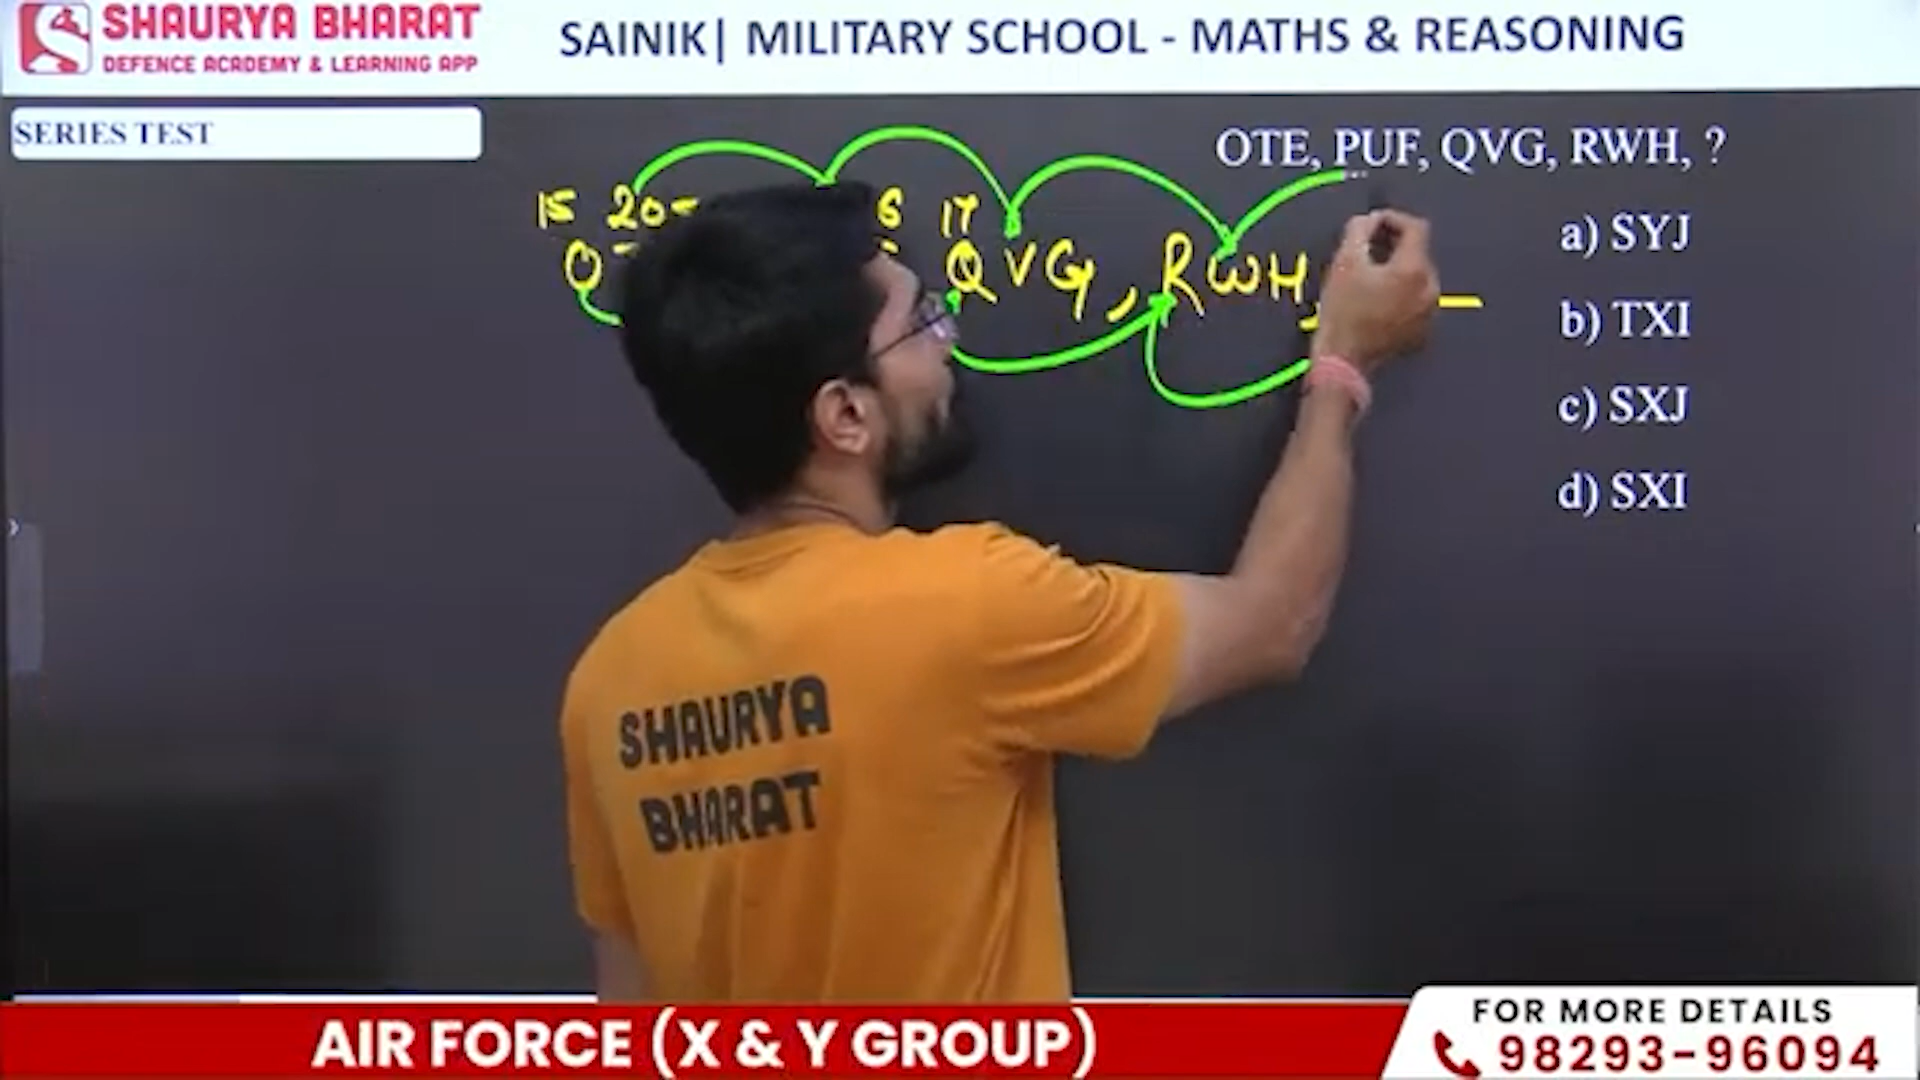 SHAURYA BHARAT
DEFENCE ACADEMY & LEARNING APP
SAINIK| MILITARY SCHOOL - MATHS & REASONING
SERIES TEST
OTE, PUF, QVG, RWH, ?
a) SYJ
b) TXI
c) SXJ
d) SXI
15 20 6 17
O QVG, RWH,
SHAURYA
BHARAT
AIR FORCE (X & Y GROUP)
FOR MORE DETAILS
98293-96094